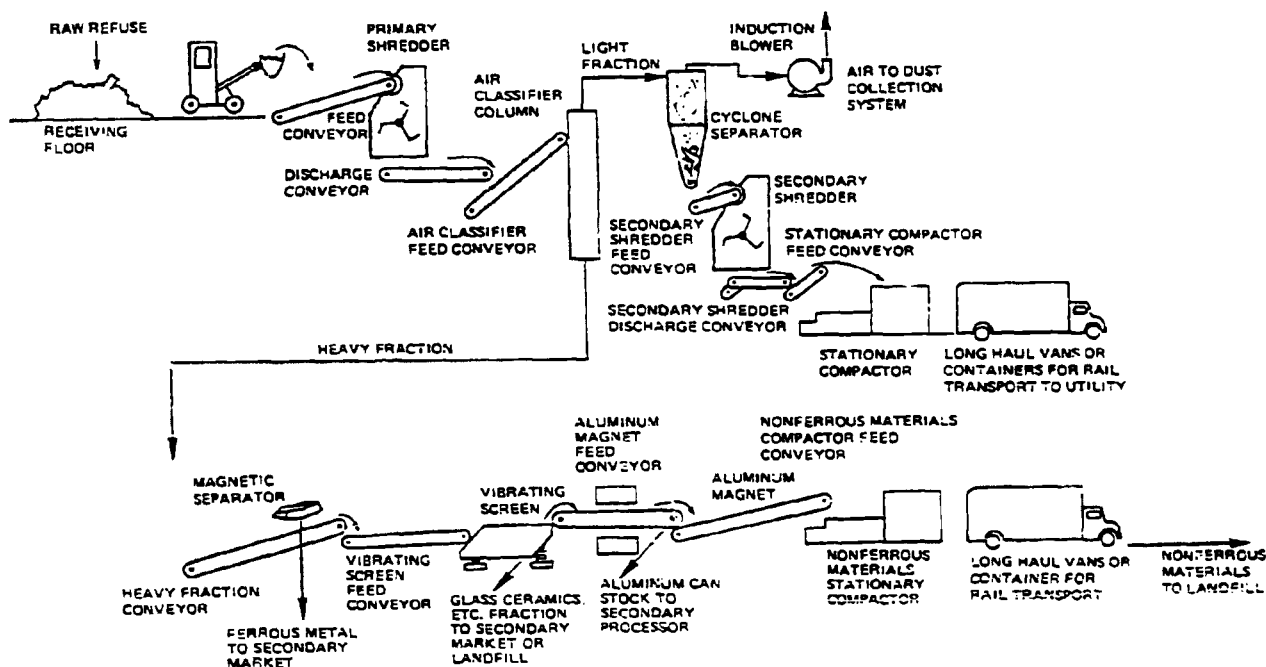 RAW REFUSE
RECEIVING
FLOOR
PRIMARY
SHREDDER
FEED
CONVEYOR
DISCHARGE
CONVEYOR
AIR
CLASSIFIER
COLUMN
AIR CLASSIFIER
FEED CONVEYOR
LIGHT
FRACTION
CYCLONE
SEPARATOR
INDUCTION
BLOWER
AIR TO DUST
COLLECTION
SYSTEM
SECONDARY
SHREDDER
FEED
CONVEYOR
SECONDARY
SHREDDER
STATIONARY COMPACTOR
FEED CONVEYOR
SECONDARY SHREDDER
DISCHARGE CONVEYOR
STATIONARY
COMPACTOR
LONG HAUL VANS OR
CONTAINERS FOR RAIL
TRANSPORT TO UTILITY
HEAVY FRACTION
MAGNETIC
SEPARATOR
HEAVY FRACTION
CONVEYOR
FERROUS METAL
TO SECONDARY
MARKET
VIBRATING
SCREEN
FEED
CONVEYOR
VIBRATING
SCREEN
GLASS CERAMICS,
ETC. FRACTION
TO SECONDARY
MARKET OR
LANDFILL
ALUMINUM
MAGNET
FEED
CONVEYOR
ALUMINUM CAN
STOCK TO
SECONDARY
PROCESSOR
NONFERROUS MATERIALS
COMPACTOR FEED
CONVEYOR
ALUMINUM
MAGNET
NONFERROUS
MATERIALS
STATIONARY
COMPACTOR
LONG HAUL VANS OR
CONTAINER FOR
RAIL TRANSPORT
NONFERROUS
MATERIALS
TO LANDFILL